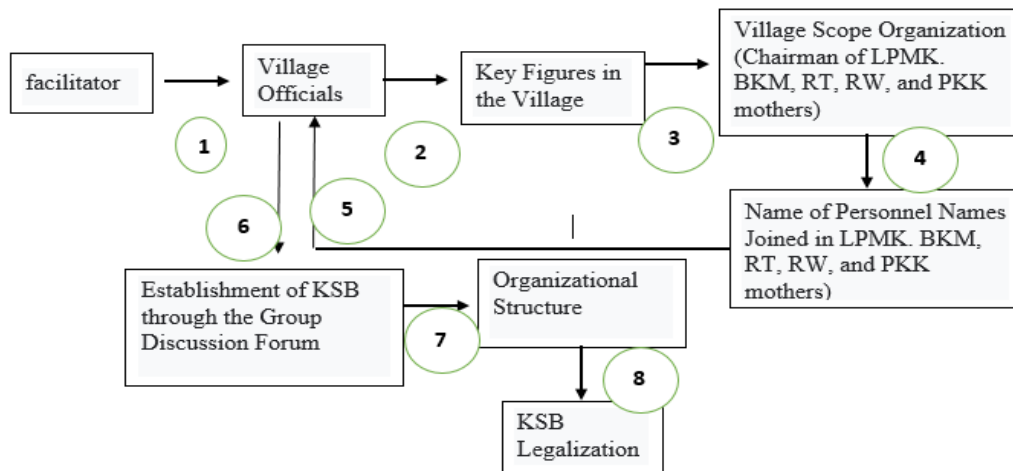 facilitator
Village
Officials
Key Figures in
the Village
Village Scope Organization
(Chairman of LPMK.
BKM, RT, RW, and PKK
mothers)
1
2
3
4
Name of Personnel Names
Joined in LPMK. BKM,
RT, RW, and PKK
mothers)
5
6
Establishment of KSB
through the Group
Discussion Forum
7
Organizational
Structure
8
KSB
Legalization